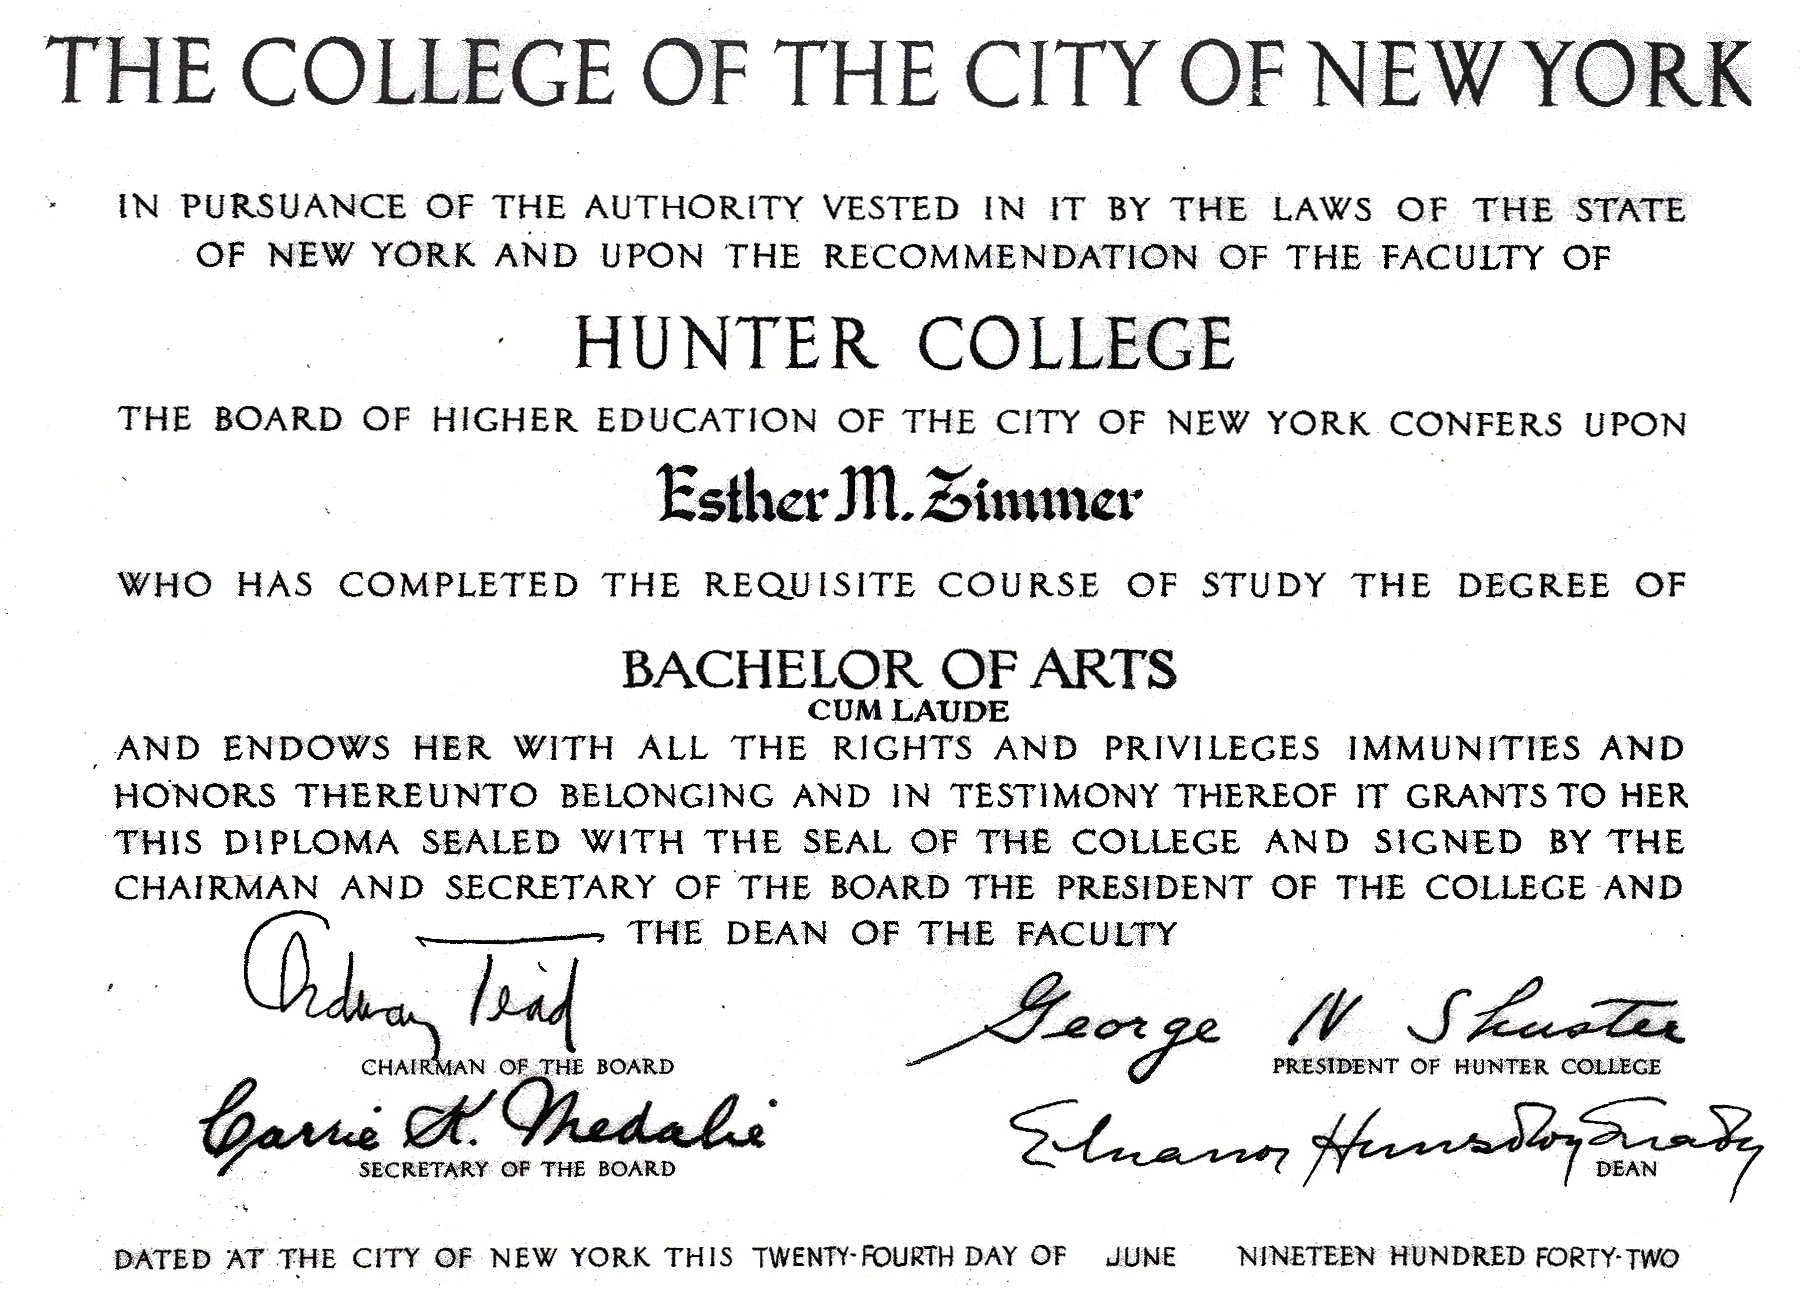 THE COLLEGE OF THE CITY OF NEW YORK
IN PURSUANCE OF THE AUTHORITY VESTED IN IT BY THE LAWS OF THE STATE
OF NEW YORK AND UPON THE RECOMMENDATION OF THE FACULTY OF
HUNTER COLLEGE
THE BOARD OF HIGHER EDUCATION OF THE CITY OF NEW YORK CONFERS UPON
Esther M. Zimmer
WHO HAS COMPLETED THE REQUISITE COURSE OF STUDY THE DEGREE OF
BACHELOR OF ARTS
CUM LAUDE
AND ENDOWS HER WITH ALL THE RIGHTS AND PRIVILEGES IMMUNITIES AND
HONORS THEREUNTO BELONGING AND IN TESTIMONY THEREOF IT GRANTS TO HER
THIS DIPLOMA SEALED WITH THE SEAL OF THE COLLEGE AND SIGNED BY THE
CHAIRMAN AND SECRETARY OF THE BOARD THE PRESIDENT OF THE COLLEGE AND
THE DEAN OF THE FACULTY
Ordway Tead
CHAIRMAN OF THE BOARD
George N Shuster
PRESIDENT OF HUNTER COLLEGE
Carrie K. Medalie
SECRETARY OF THE BOARD
Eleanor Hunsdon Grady
DEAN
DATED AT THE CITY OF NEW YORK THIS TWENTY-FOURTH DAY OF JUNE NINETEEN HUNDRED FORTY-TWO